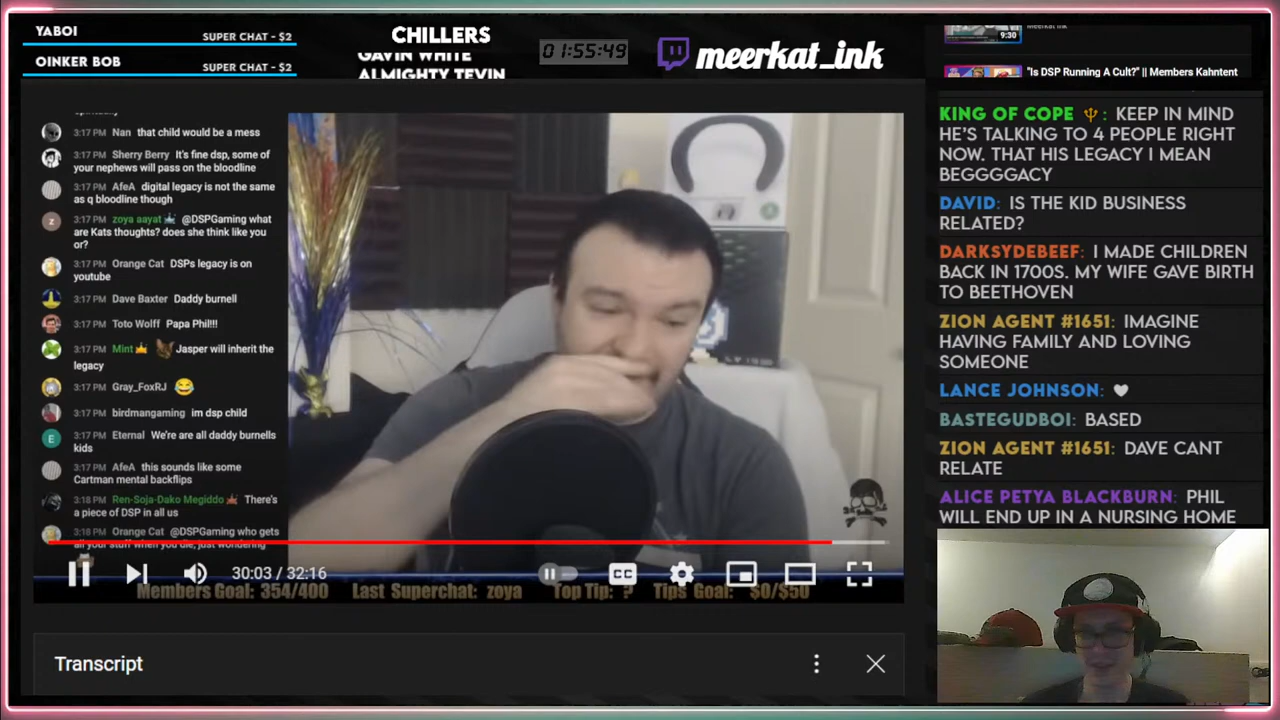 YABOI
SUPER CHAT - $2
OINKER BOB
SUPER CHAT - $2
CHILLERS
GAVIN WHITE
ALMIGHTY TEVIN
01:55:49
meerkat_ink
9:30
"Is DSP Running A Cult?" || Members Kahntent
3:17 PM Nan that child would be a mess
3:17 PM Sherry Berry It's fine dsp, some of
your nephews will pass on the bloodline
3:17 PM AfeA digital legacy is not the same
as q bloodline though
3:17 PM zoya aayat @DSPGaming what
are Kats thoughts? does she think like you
or?
3:17 PM Orange Cat DSPs legacy is on
youtube
3:17 PM Dave Baxter Daddy burnell
3:17 PM Toto Wolff Papa Phil!!!
3:17 PM Mint Jasper will inherit the
legacy
3:17 PM Gray_FoxRJ
3:17 PM birdmangaming im dsp child
3:17 PM Eternal We're are all daddy burnells
kids
3:17 PM AfeA this sounds like some
Cartman mental backflips
3:18 PM Ren-Soja-Dako Megiddo There's
a piece of DSP in all us
3:18 PM Orange Cat @DSPGaming who gets
all your stuff when you die, just wondering
30:03 / 32:16
CC
Members Goal: 354/400 Last Superchat: zoya Top Tip: ? Tips Goal: $0/$50
Transcript
KING OF COPE : KEEP IN MIND
HE'S TALKING TO 4 PEOPLE RIGHT
NOW. THAT HIS LEGACY I MEAN
BEGGGGACY
DAVID: IS THE KID BUSINESS
RELATED?
DARKSYDEBEEF: I MADE CHILDREN
BACK IN 1700S. MY WIFE GAVE BIRTH
TO BEETHOVEN
ZION AGENT #1651: IMAGINE
HAVING FAMILY AND LOVING
SOMEONE
LANCE JOHNSON:
BASTEGUDBOI: BASED
ZION AGENT #1651: DAVE CANT
RELATE
ALICE PETYA BLACKBURN: PHIL
WILL END UP IN A NURSING HOME